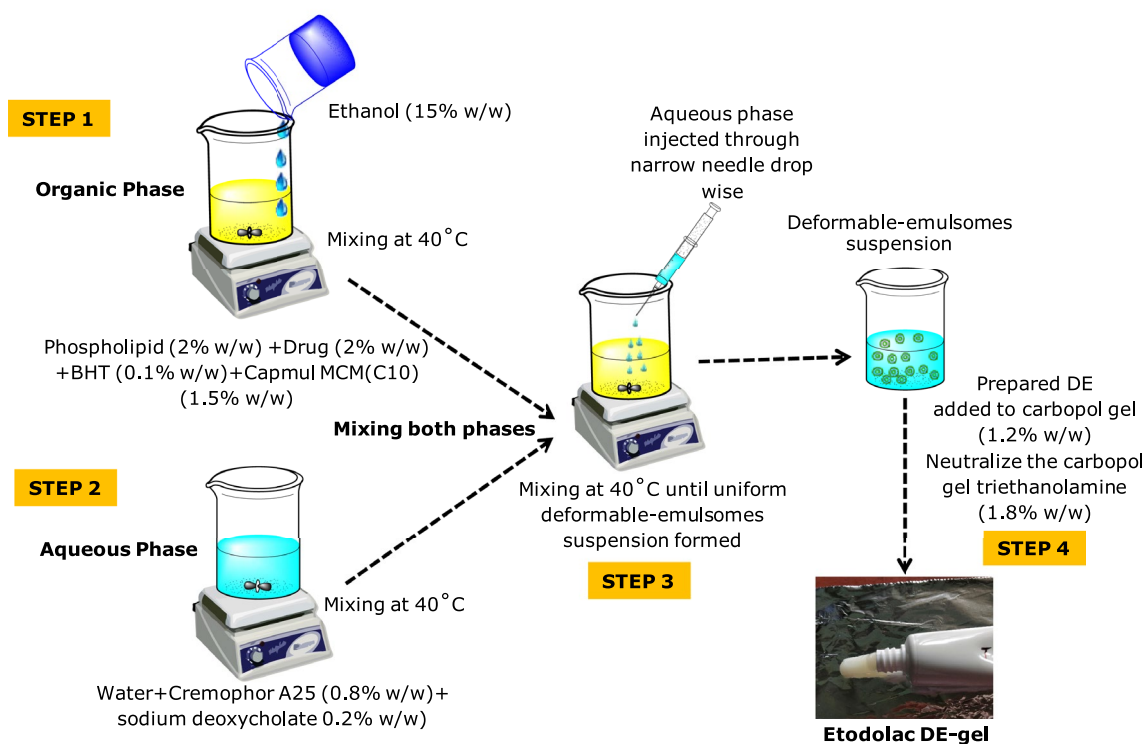 STEP 1
Ethanol (15% w/w)
Organic Phase
Mixing at 40°C
Phospholipid (2% w/w) +Drug (2% w/w)
+BHT (0.1% w/w)+Capmul MCM(C10)
(1.5% w/w)
STEP 2
Aqueous Phase
Mixing at 40°C
Water+Cremophor A25 (0.8% w/w)+
sodium deoxycholate 0.2% w/w)
Mixing both phases
Aqueous phase
injected through
narrow needle drop
wise
Mixing at 40°C until uniform
deformable-emulsomes
suspension formed
STEP 3
Deformable-emulsomes
suspension
Prepared DE
added to carbopol gel
(1.2% w/w)
Neutralize the carbopol
gel triethanolamine
(1.8% w/w)
STEP 4
Etodolac DE-gel